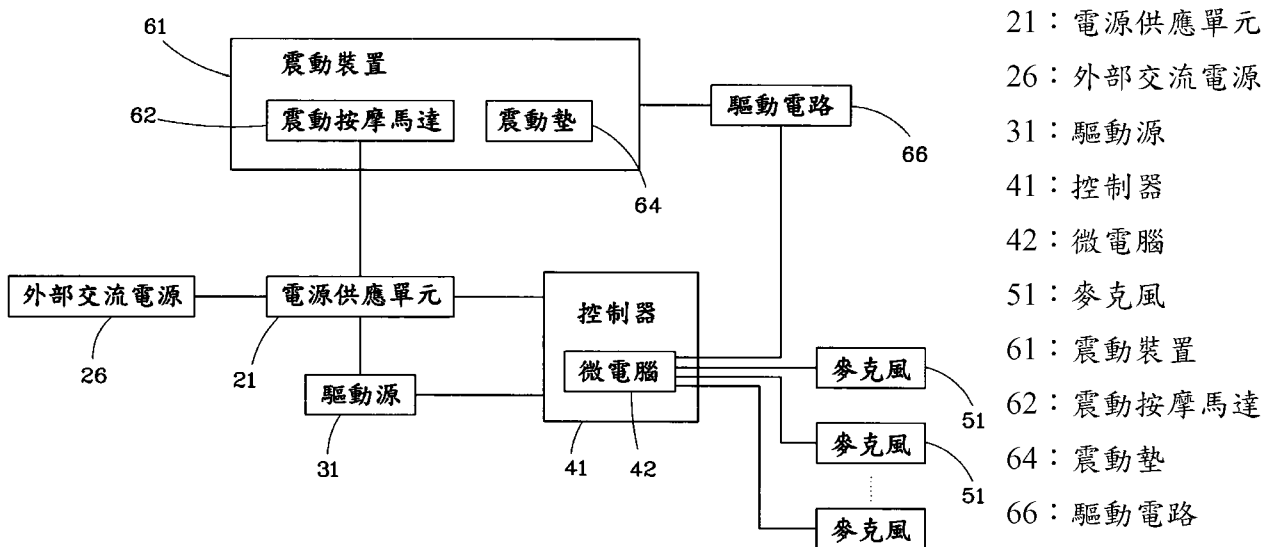 61
震動裝置
62
震動按摩馬達
震動墊
64
驅動電路
66
外部交流電源
26
電源供應單元
21
驅動源
31
控制器
微電腦
41
42
麥克風
51
麥克風
51
麥克風
21：電源供應單元
26：外部交流電源
31：驅動源
41：控制器
42：微電腦
51：麥克風
61：震動裝置
62：震動按摩馬達
64：震動墊
66：驅動電路